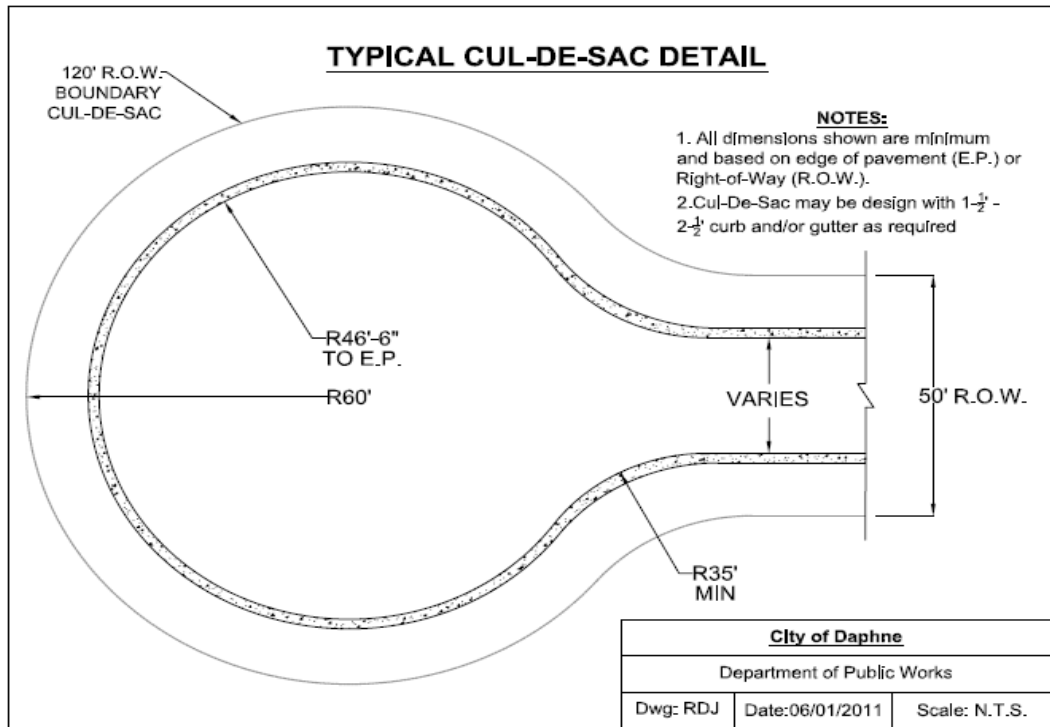 TYPICAL CUL-DE-SAC DETAIL
120' R.O.W.
BOUNDARY
CUL-DE-SAC
NOTES:
1. All dimensions shown are minimum
and based on edge of pavement (E.P.) or
Right-of-Way (R.O.W.).
2.Cul-De-Sac may be design with 1-½' -
2-½' curb and/or gutter as required
R46'-6"
TO E.P.
R60'
VARIES
50' R.O.W.
R35'
MIN
City of Daphne
Department of Public Works
Dwg: RDJ
Date:06/01/2011
Scale: N.T.S.